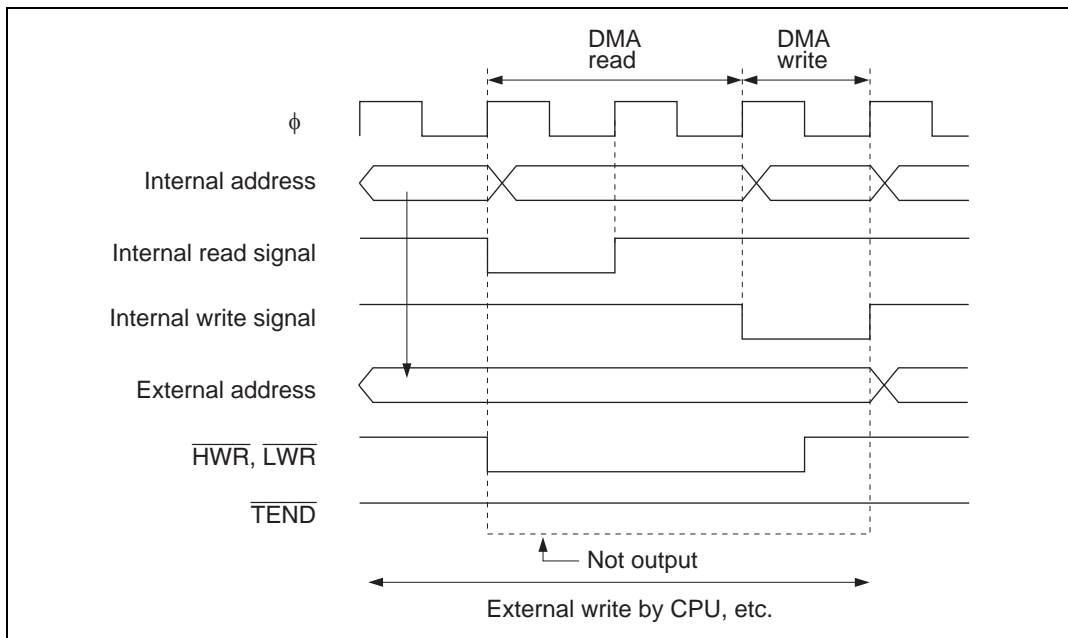 DMA
read
DMA
write
φ
Internal address
Internal read signal
Internal write signal
External address
HWR, LWR
TEND
Not output
External write by CPU, etc.